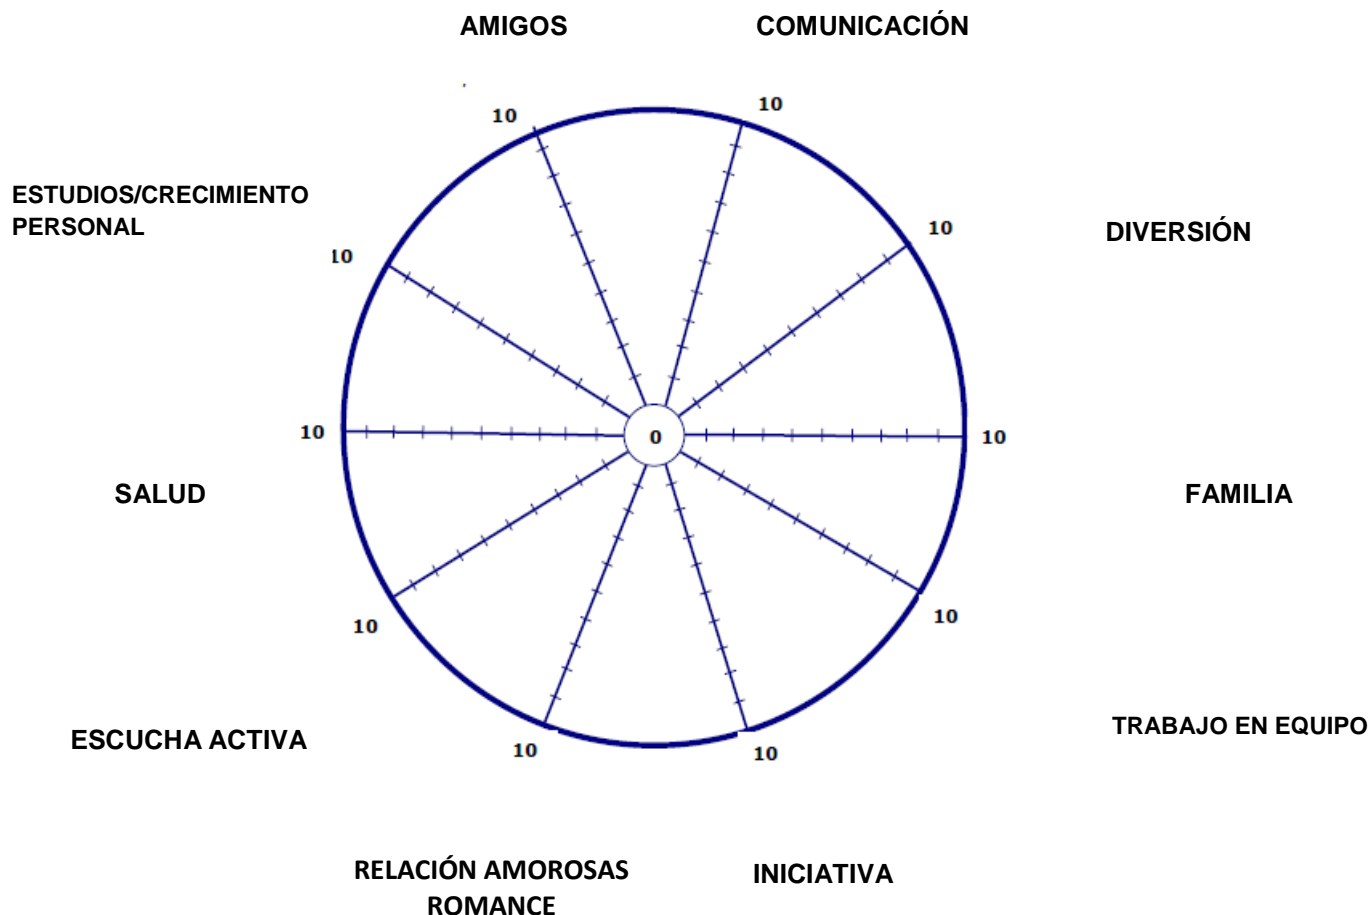 AMIGOS
COMUNICACIÓN
10
10
ESTUDIOS/CRECIMIENTO
PERSONAL
10
DIVERSIÓN
10
10
0
10
SALUD
FAMILIA
10
10
ESCUCHA ACTIVA
TRABAJO EN EQUIPO
10
10
RELACIÓN AMOROSAS
ROMANCE
INICIATIVA